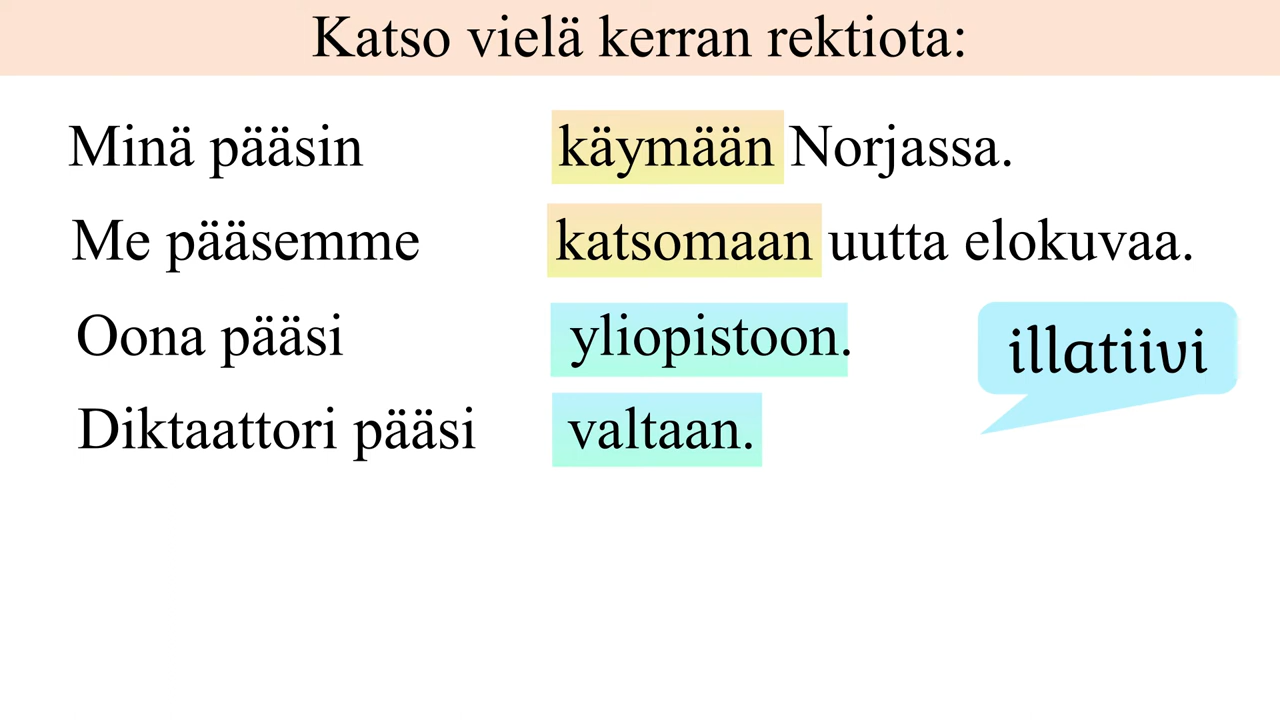 Katso vielä kerran rektiota:
Minä pääsin käymään Norjassa.
Me pääsemme katsomaan uutta elokuvaa.
Oona pääsi yliopistoon.
illatiivi
Diktaattori pääsi valtaan.